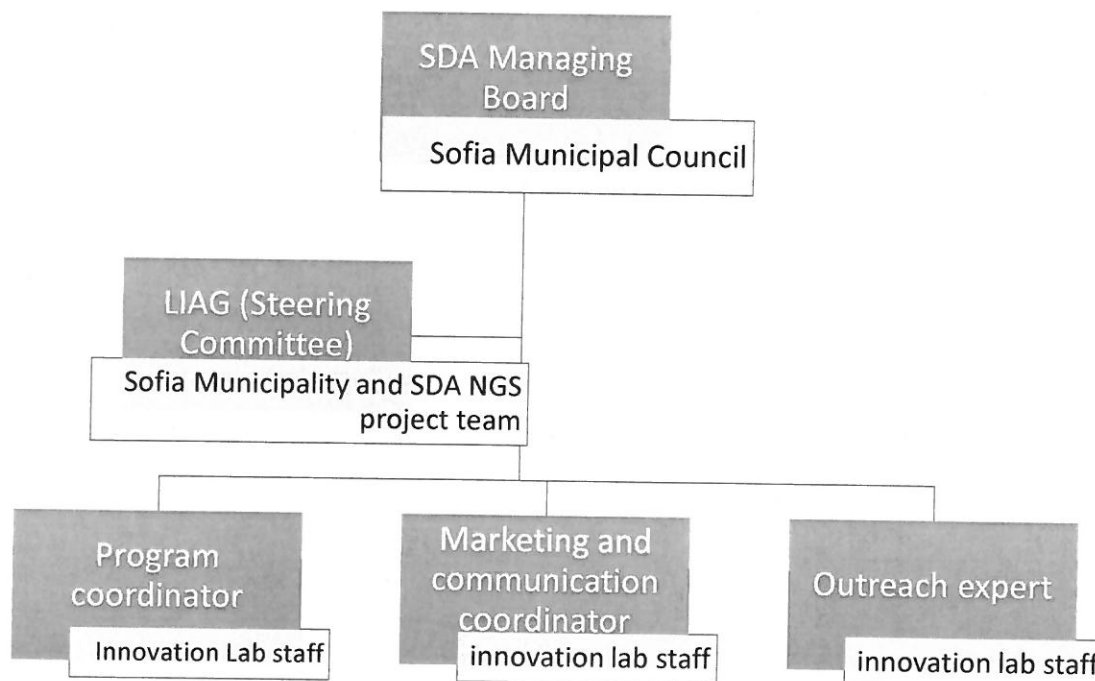 SDA Managing
Board
Sofia Municipal Council
LIAG (Steering
Committee)
Sofia Municipality and SDA NGS
project team
Program
coordinator
Innovation Lab staff
Marketing and
communication
coordinator
innovation lab staff
Outreach expert
innovation lab staff